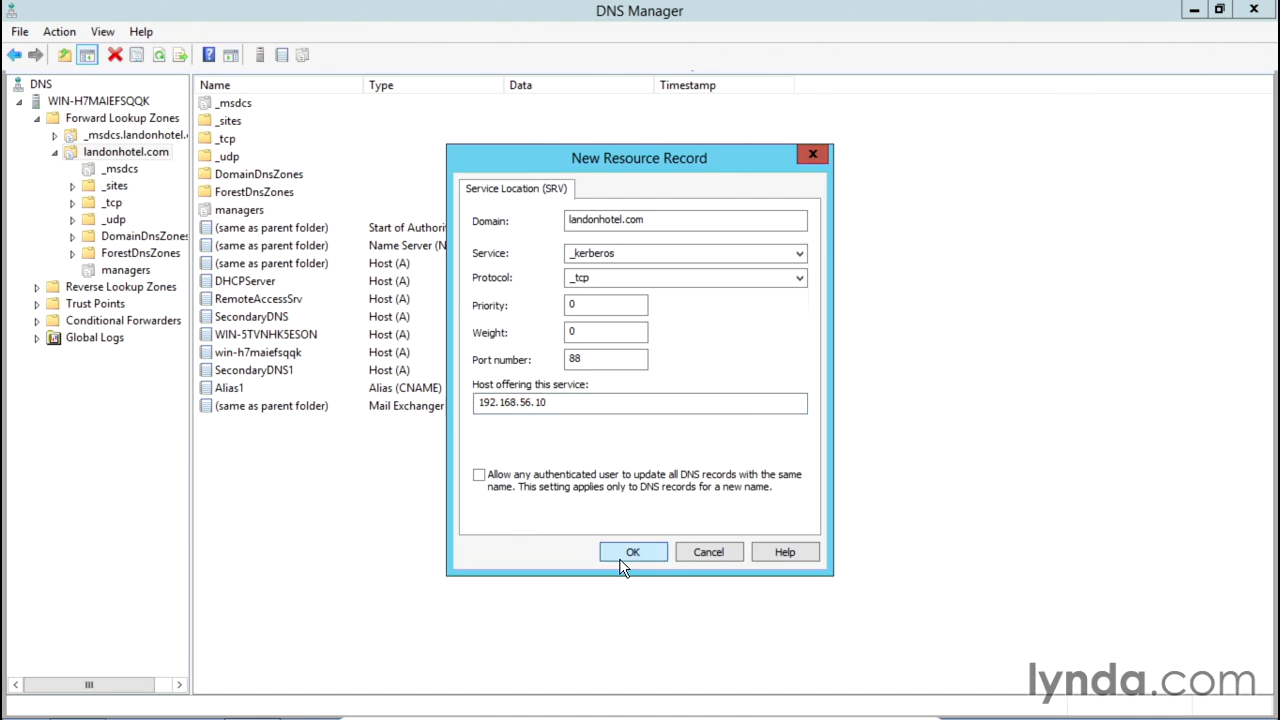 DNS Manager
File Action View Help
DNS
WIN-H7MAIEFSQQK
Forward Lookup Zones
_msdcs.landonhotel.
landonhotel.com
_msdcs
_sites
_tcp
_udp
DomainDnsZones
ForestDnsZones
managers
Reverse Lookup Zones
Trust Points
Conditional Forwarders
Global Logs
Name Type Data Timestamp
_msdcs
_sites
_tcp
_udp
DomainDnsZones
ForestDnsZones
managers
(same as parent folder) Start of Authori
(same as parent folder) Name Server (N
(same as parent folder) Host (A)
DHCPServer Host (A)
RemoteAccessSrv Host (A)
SecondaryDNS Host (A)
WIN-5TVNHK5ESON Host (A)
win-h7maiefsqqk Host (A)
SecondaryDNS1 Host (A)
Alias1 Alias (CNAME)
(same as parent folder) Mail Exchanger
New Resource Record
Service Location (SRV)
Domain: landonhotel.com
Service: _kerberos
Protocol: _tcp
Priority: 0
Weight: 0
Port number: 88
Host offering this service:
192.168.56.10
Allow any authenticated user to update all DNS records with the same
name. This setting applies only to DNS records for a new name.
OK Cancel Help
lynda.com